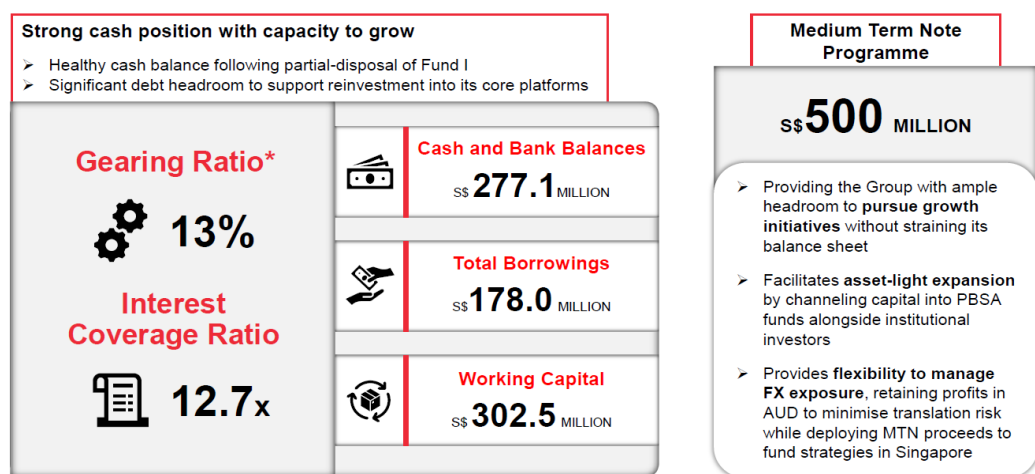 Strong cash position with capacity to grow
➢ Healthy cash balance following partial-disposal of Fund I
➢ Significant debt headroom to support reinvestment into its core platforms
Gearing Ratio*
13%
Interest
Coverage Ratio
12.7x
Cash and Bank Balances
S$ 277.1 MILLION
Total Borrowings
S$ 178.0 MILLION
Working Capital
S$ 302.5 MILLION
Medium Term Note
Programme
S$ 500 MILLION
➢ Providing the Group with ample
headroom to pursue growth
initiatives without straining its
balance sheet
➢ Facilitates asset-light expansion
by channeling capital into PBSA
funds alongside institutional
investors
➢ Provides flexibility to manage
FX exposure, retaining profits in
AUD to minimise translation risk
while deploying MTN proceeds to
fund strategies in Singapore